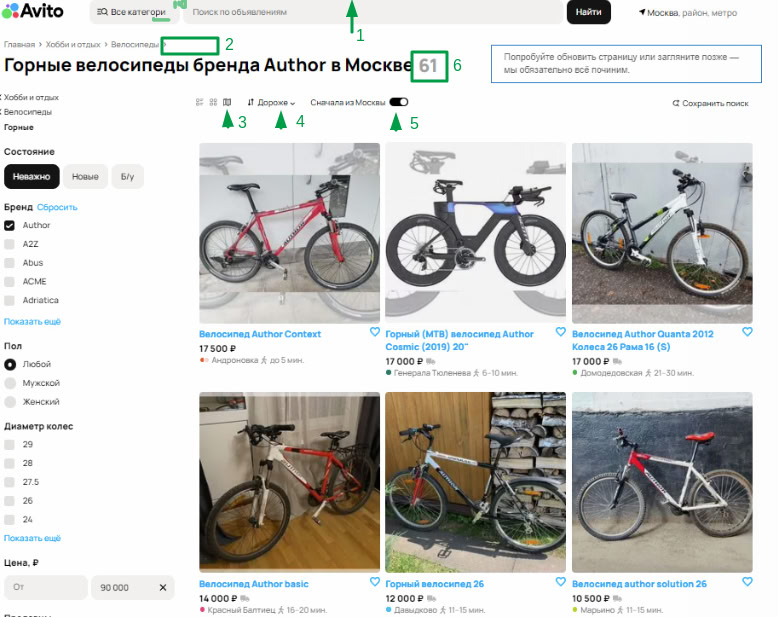 Avito
Все категори
Поиск по объявлениям
Найти
Москва, район, метро
1
Главная > Хобби и отдых > Велосипеды >
2
Горные велосипеды бренда Author в Москве 61
6
Попробуйте обновить страницу или загляните позже —
мы обязательно всё починим.
Хобби и отдых
Велосипеды
Горные
Дороже
Сначала из Москвы
Сохранить поиск
3
4
5
Состояние
Неважно
Новые
Б/у
Бренд Сбросить
Author
A2Z
Abus
ACME
Adriatica
Показать ещё
Пол
Любой
Мужской
Женский
Диаметр колес
29
28
27.5
26
24
Показать ещё
Цена, ₽
От
90 000
Велосипед Author Context
17 500 ₽
Андроновка до 5 мин.
Горный (MTB) велосипед Author
Cosmic (2019) 20"
17 000 ₽
Генерала Тюленева 6–10 мин.
Велосипед Author Quanta 2012
Колеса 26 Рама 16 (S)
17 000 ₽
Домодедовская 21–30 мин.
Велосипед Author basic
14 000 ₽
Красный Балтиец 16–20 мин.
Горный велосипед 26
12 000 ₽
Давыдково 11–15 мин.
Велосипед author solution 26
10 500 ₽
Марьино 11–15 мин.